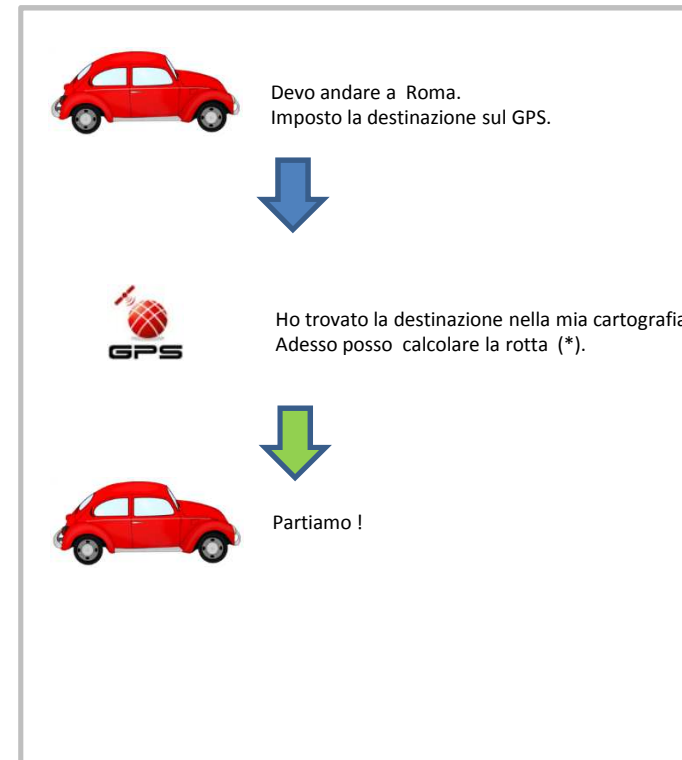 Devo andare a Roma.
Imposto la destinazione sul GPS.
GPS
Ho trovato la destinazione nella mia cartografia
Adesso posso calcolare la rotta (*).
Partiamo !